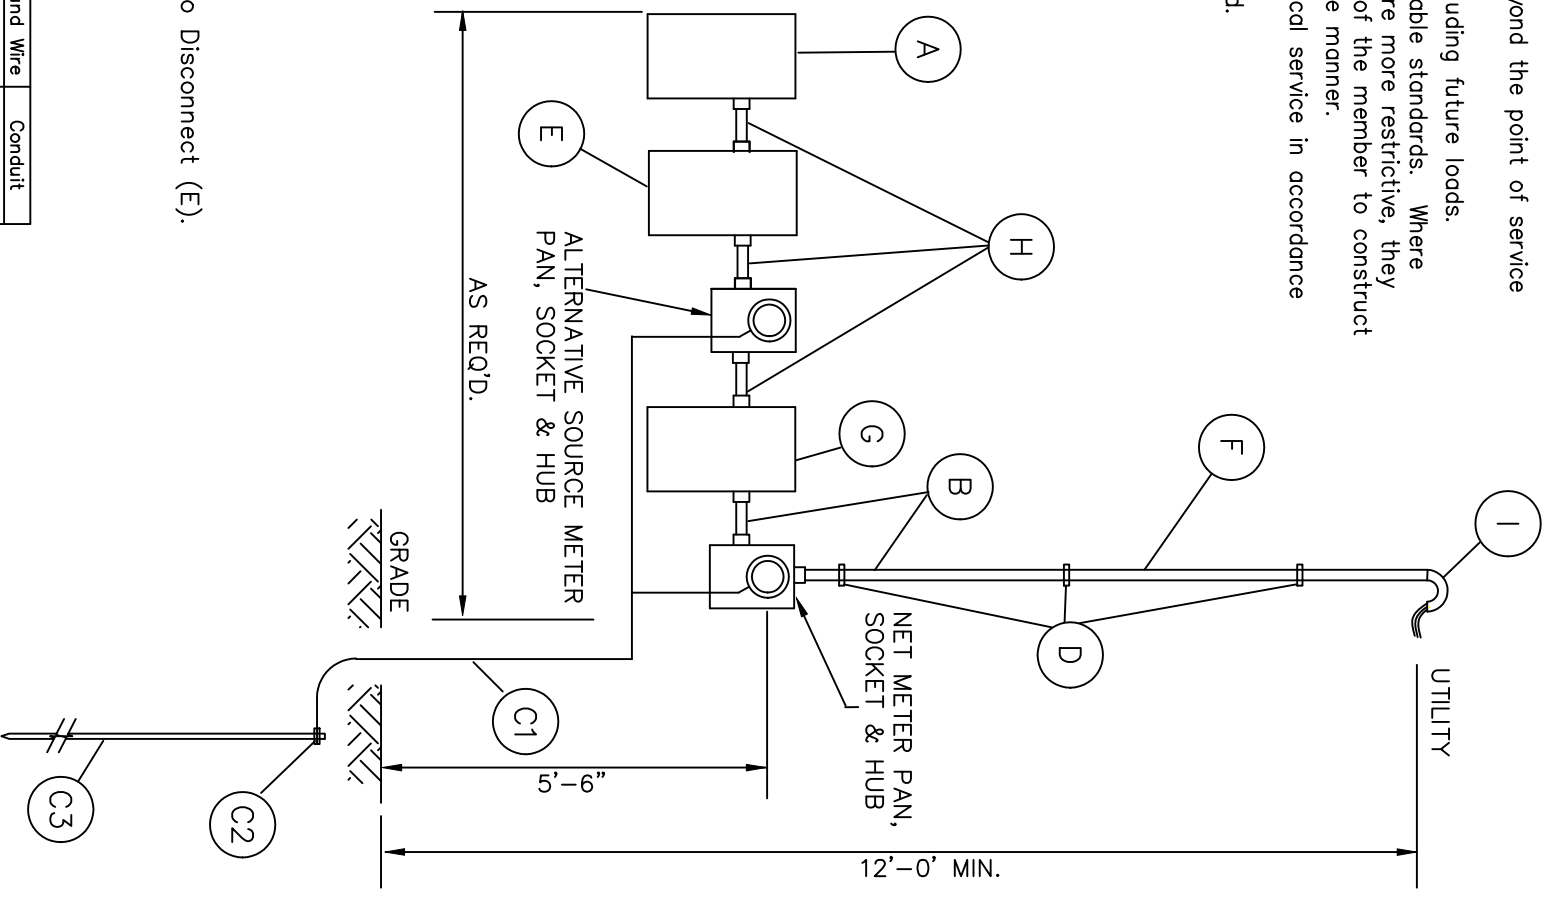 yond the point of service
uding future loads.
able standards. Where
re more restrictive, they
of the member to construct
e manner.
cal service in accordance
d.
I
UTILITY
F
D
H
B
A
G
NET METER PAN,
SOCKET & HUB
E
ALTERNATIVE SOURCE METER
PAN, SOCKET & HUB
AS REQ'D.
GRADE
C1
5'-6"
12'-0' MIN.
C2
C3
o Disconnect (E).
nd Wire
Conduit